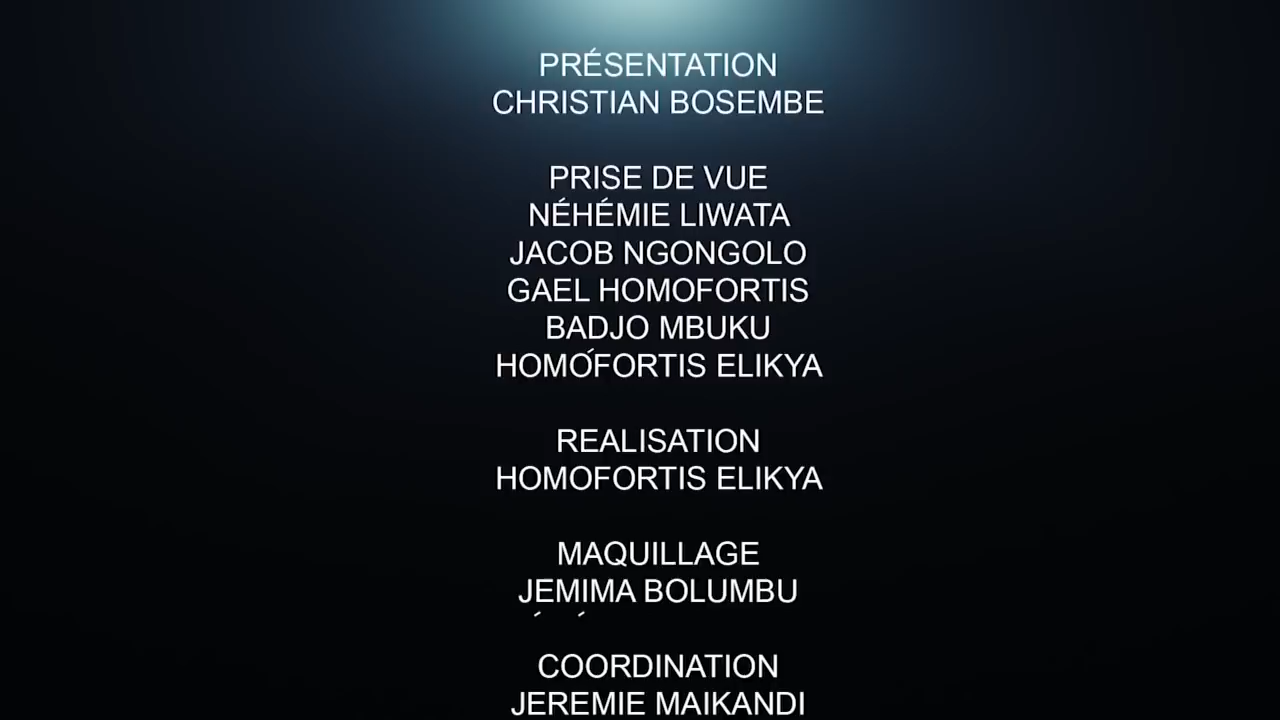 PRÉSENTATION
CHRISTIAN BOSEMBE
PRISE DE VUE
NÉHÉMIE LIWATA
JACOB NGONGOLO
GAEL HOMOFORTIS
BADJO MBUKU
HOMOFORTIS ELIKYA
REALISATION
HOMOFORTIS ELIKYA
MAQUILLAGE
JEMIMA BOLUMBU
COORDINATION
JEREMIE MAIKANDI